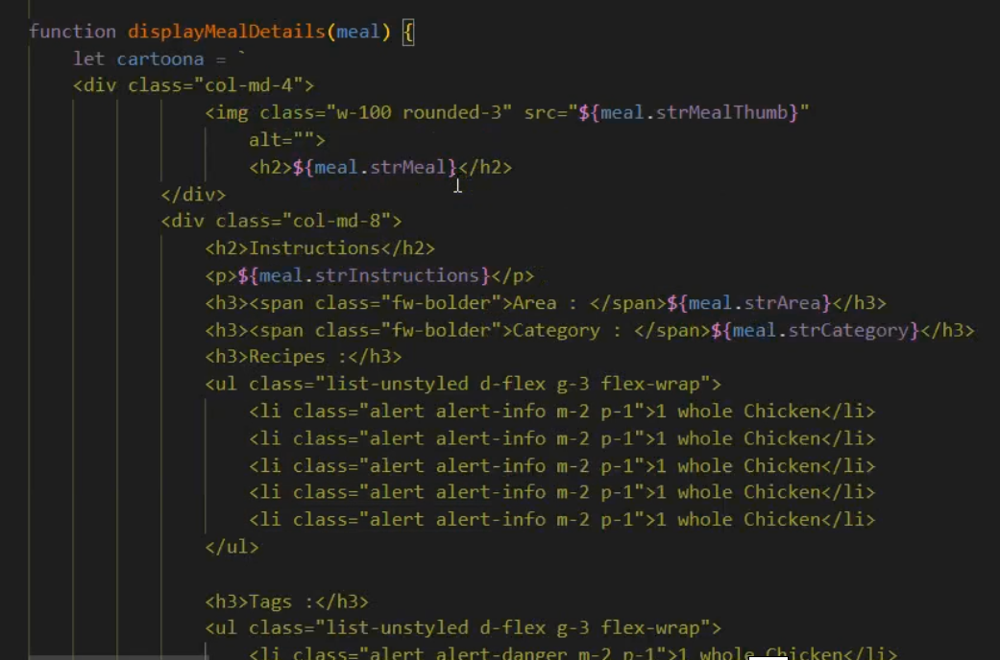 function displayMealDetails(meal) {
let cartoona = `
<div class="col-md-4">
<img class="w-100 rounded-3" src="${meal.strMealThumb}"
alt="">
<h2>${meal.strMeal}</h2>
</div>
<div class="col-md-8">
<h2>Instructions</h2>
<p>${meal.strInstructions}</p>
<h3><span class="fw-bolder">Area : </span>${meal.strArea}</h3>
<h3><span class="fw-bolder">Category : </span>${meal.strCategory}</h3>
<h3>Recipes :</h3>
<ul class="list-unstyled d-flex g-3 flex-wrap">
<li class="alert alert-info m-2 p-1">1 whole Chicken</li>
<li class="alert alert-info m-2 p-1">1 whole Chicken</li>
<li class="alert alert-info m-2 p-1">1 whole Chicken</li>
<li class="alert alert-info m-2 p-1">1 whole Chicken</li>
<li class="alert alert-info m-2 p-1">1 whole Chicken</li>
</ul>
<h3>Tags :</h3>
<ul class="list-unstyled d-flex g-3 flex-wrap">
<li class="alert alert-danger m-2 p-1">1 whole Chicken</li>